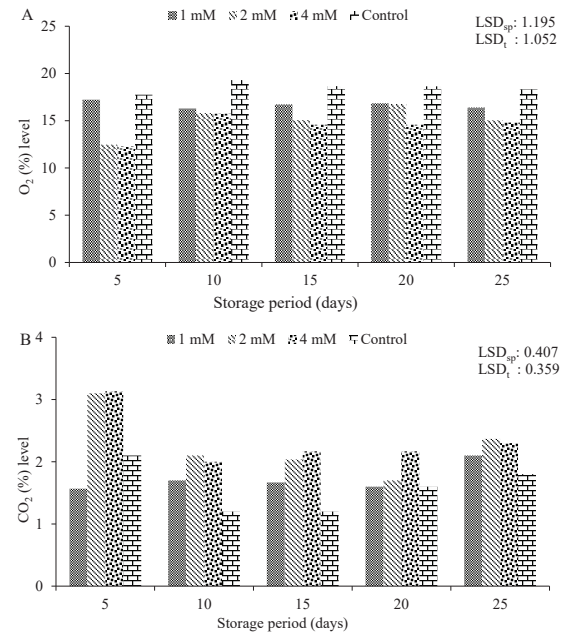 A
1 mM 2 mM 4 mM Control
LSDsp: 1.195
LSDt : 1.052
25
20
15
10
5
0
O2 (%) level
5 10 15 20 25
Storage period (days)
B
1 mM 2 mM 4 mM Control
LSDsp: 0.407
LSDt : 0.359
4
3
2
1
0
CO2 (%) level
5 10 15 20 25
Storage period (days)